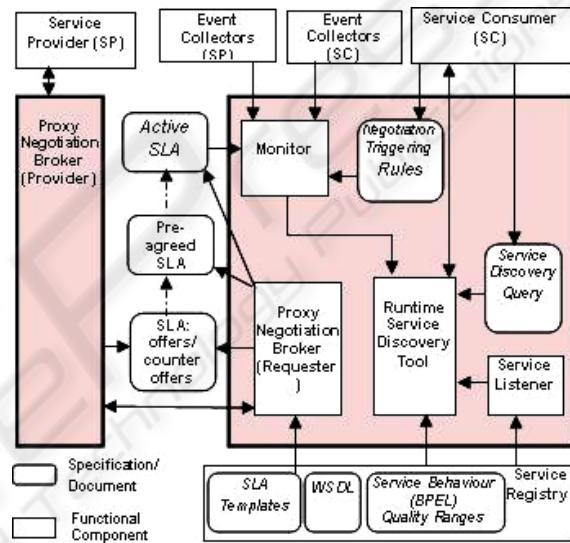 Service
Provider (SP)
Event
Collectors
(SP)
Event
Collectors
(SC)
Service Consumer
(SC)
Proxy
Negotiation
Broker
(Provider)
Active
SLA
Monitor
Negotiation
Triggering
Rules
Pre-
agreed
SLA
Service
Discovery
Query
SLA:
offers/
counter
offers
Proxy
Negotiation
Broker
(Requester
)
Runtime
Service
Discovery
Tool
Service
Listener
Specification/
Document
Functional
Component
SLA
Templates
WSDL
Service Behaviour
(BPEL)
Quality Ranges
Service
Registry